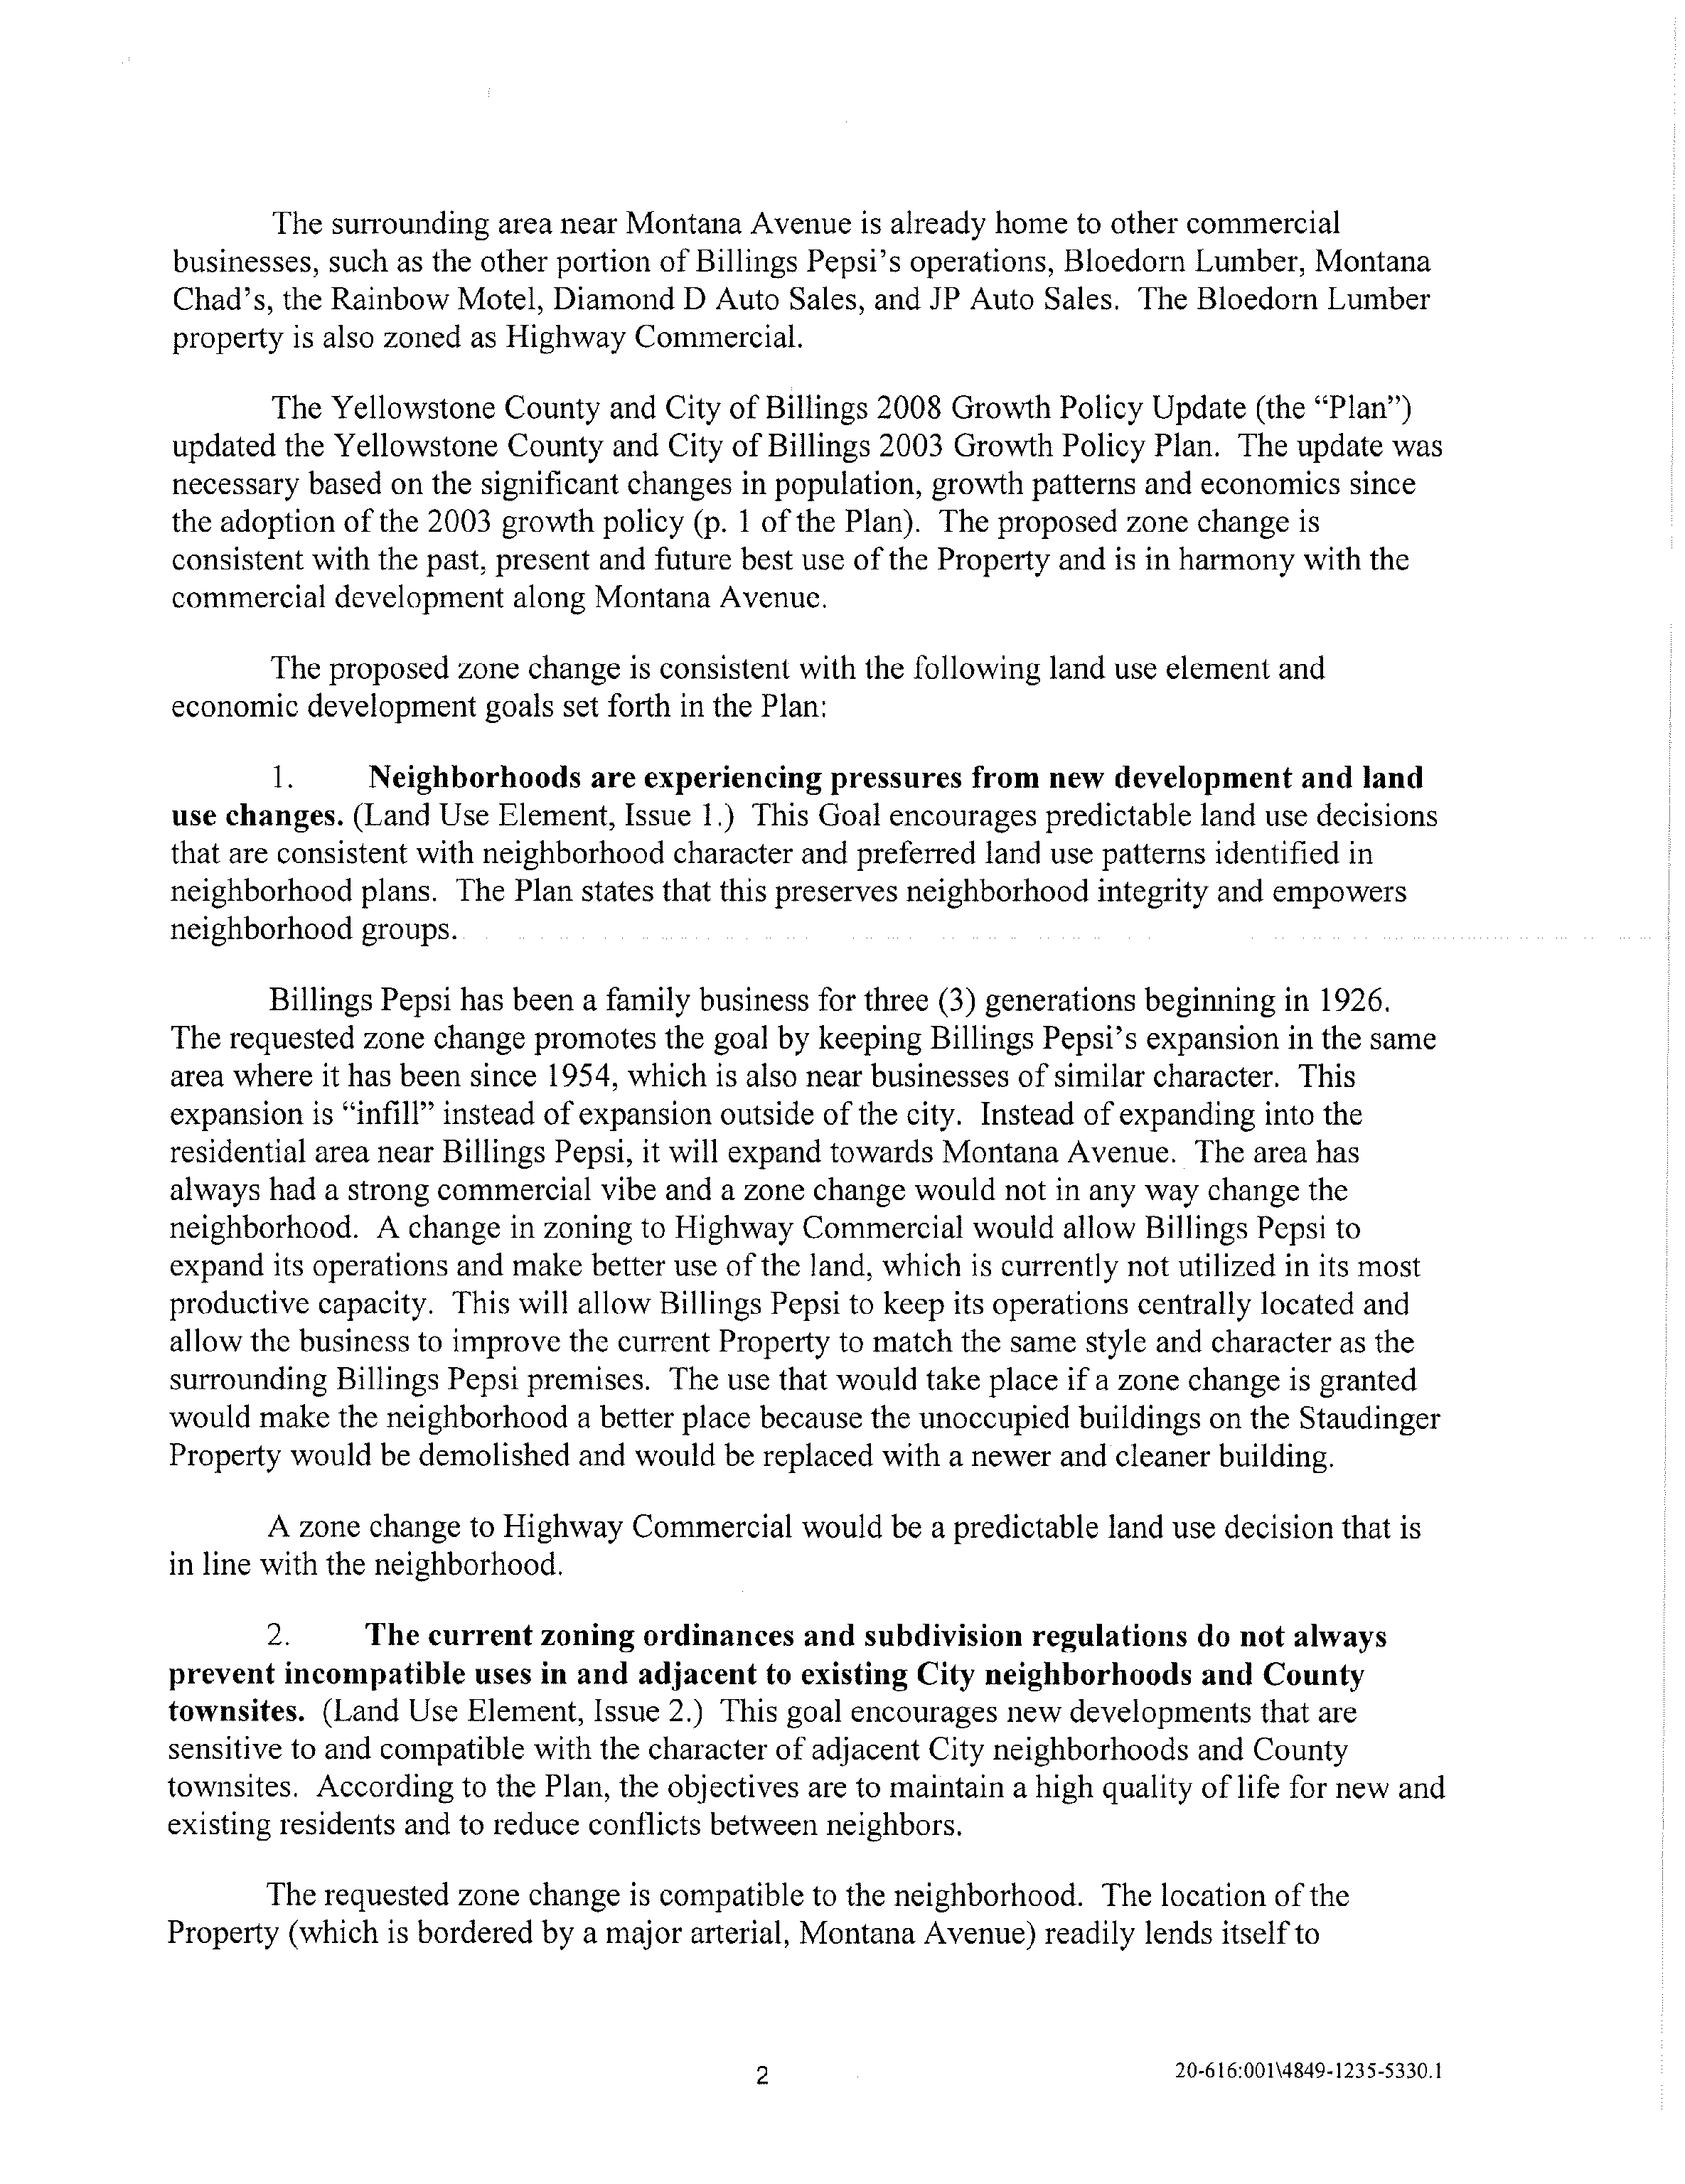 The surrounding area near Montana Avenue is already home to other commercial
businesses, such as the other portion of Billings Pepsi's operations, Bloedorn Lumber, Montana
Chad's, the Rainbow Motel, Diamond D Auto Sales, and JP Auto Sales. The Bloedorn Lumber
property is also zoned as Highway Commercial.
The Yellowstone County and City of Billings 2008 Growth Policy Update (the "Plan")
updated the Yellowstone County and City of Billings 2003 Growth Policy Plan. The update was
necessary based on the significant changes in population, growth patterns and economics since
the adoption of the 2003 growth policy (p. 1 of the Plan). The proposed zone change is
consistent with the past, present and future best use of the Property and is in harmony with the
commercial development along Montana Avenue.
The proposed zone change is consistent with the following land use element and
economic development goals set forth in the Plan:
1. Neighborhoods are experiencing pressures from new development and land
use changes. (Land Use Element, Issue 1.) This Goal encourages predictable land use decisions
that are consistent with neighborhood character and preferred land use patterns identified in
neighborhood plans. The Plan states that this preserves neighborhood integrity and empowers
neighborhood groups.
Billings Pepsi has been a family business for three (3) generations beginning in 1926.
The requested zone change promotes the goal by keeping Billings Pepsi's expansion in the same
area where it has been since 1954, which is also near businesses of similar character. This
expansion is "infill" instead of expansion outside of the city. Instead of expanding into the
residential area near Billings Pepsi, it will expand towards Montana Avenue. The area has
always had a strong commercial vibe and a zone change would not in any way change the
neighborhood. A change in zoning to Highway Commercial would allow Billings Pepsi to
expand its operations and make better use of the land, which is currently not utilized in its most
productive capacity. This will allow Billings Pepsi to keep its operations centrally located and
allow the business to improve the current Property to match the same style and character as the
surrounding Billings Pepsi premises. The use that would take place if a zone change is granted
would make the neighborhood a better place because the unoccupied buildings on the Staudinger
Property would be demolished and would be replaced with a newer and cleaner building.
A zone change to Highway Commercial would be a predictable land use decision that is
in line with the neighborhood.
2. The current zoning ordinances and subdivision regulations do not always
prevent incompatible uses in and adjacent to existing City neighborhoods and County
townsites. (Land Use Element, Issue 2.) This goal encourages new developments that are
sensitive to and compatible with the character of adjacent City neighborhoods and County
townsites. According to the Plan, the objectives are to maintain a high quality of life for new and
existing residents and to reduce conflicts between neighbors.
The requested zone change is compatible to the neighborhood. The location of the
Property (which is bordered by a major arterial, Montana Avenue) readily lends itself to
2
20-616:001\4849-1235-5330.1